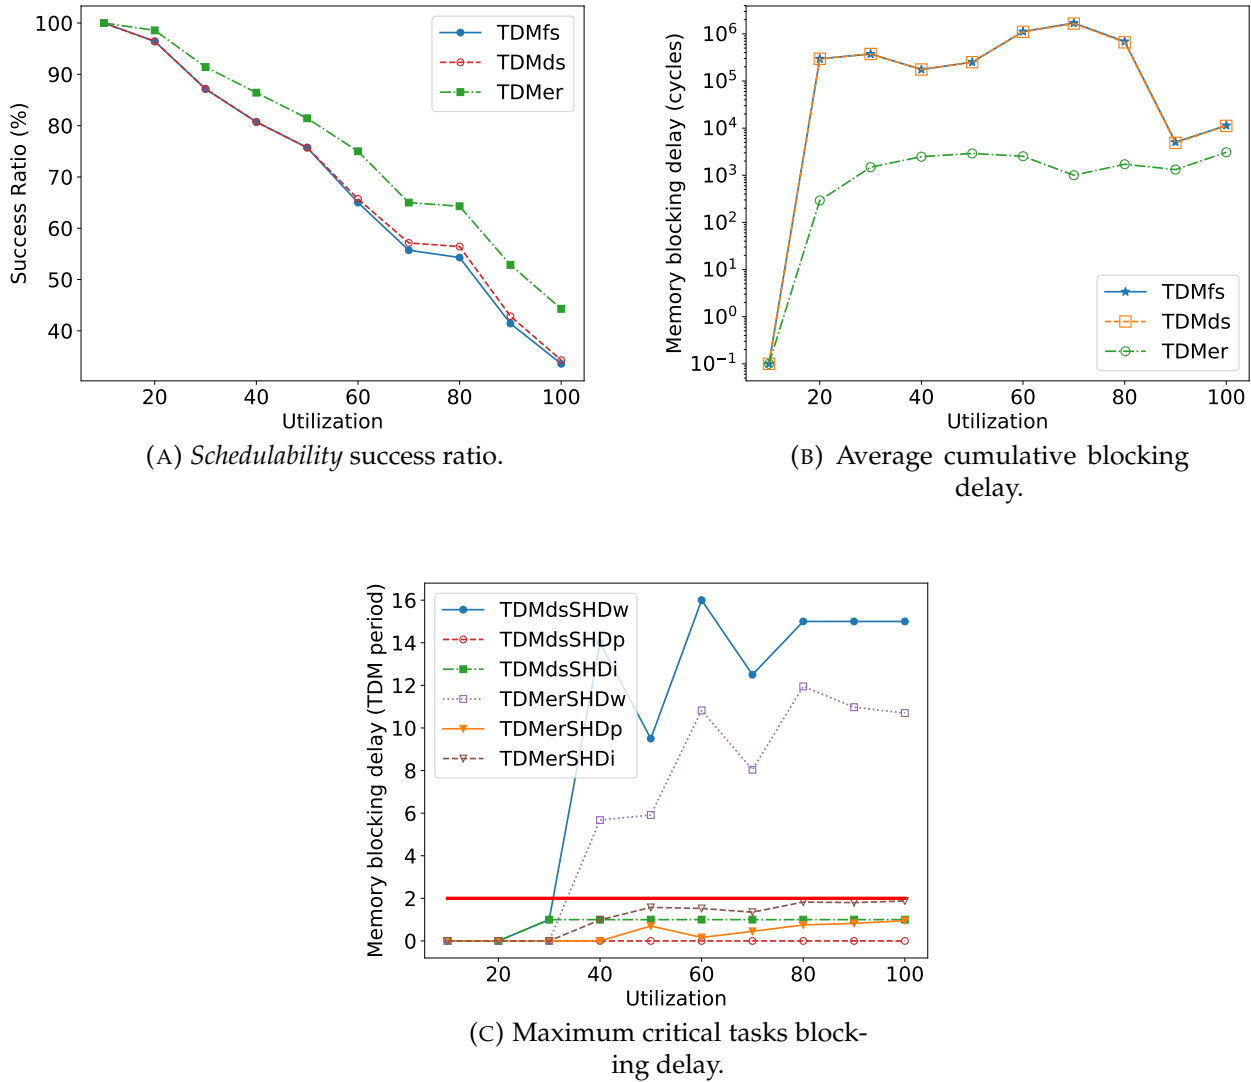 Success Ratio (%)
100
90
80
70
60
50
40
TDMfs
TDMds
TDMer
20 40 60 80 100
Utilization
(A) Schedulability success ratio.
Memory blocking delay (cycles)
10^6
10^5
10^4
10^3
10^2
10^1
10^0
10^−1
TDMfs
TDMds
TDMer
20 40 60 80 100
Utilization
(B) Average cumulative blocking
delay.
Memory blocking delay (TDM period)
16
14
12
10
8
6
4
2
0
TDMdsSHDw
TDMdsSHDp
TDMdsSHDi
TDMerSHDw
TDMerSHDp
TDMerSHDi
20 40 60 80 100
Utilization
(C) Maximum critical tasks block-
ing delay.